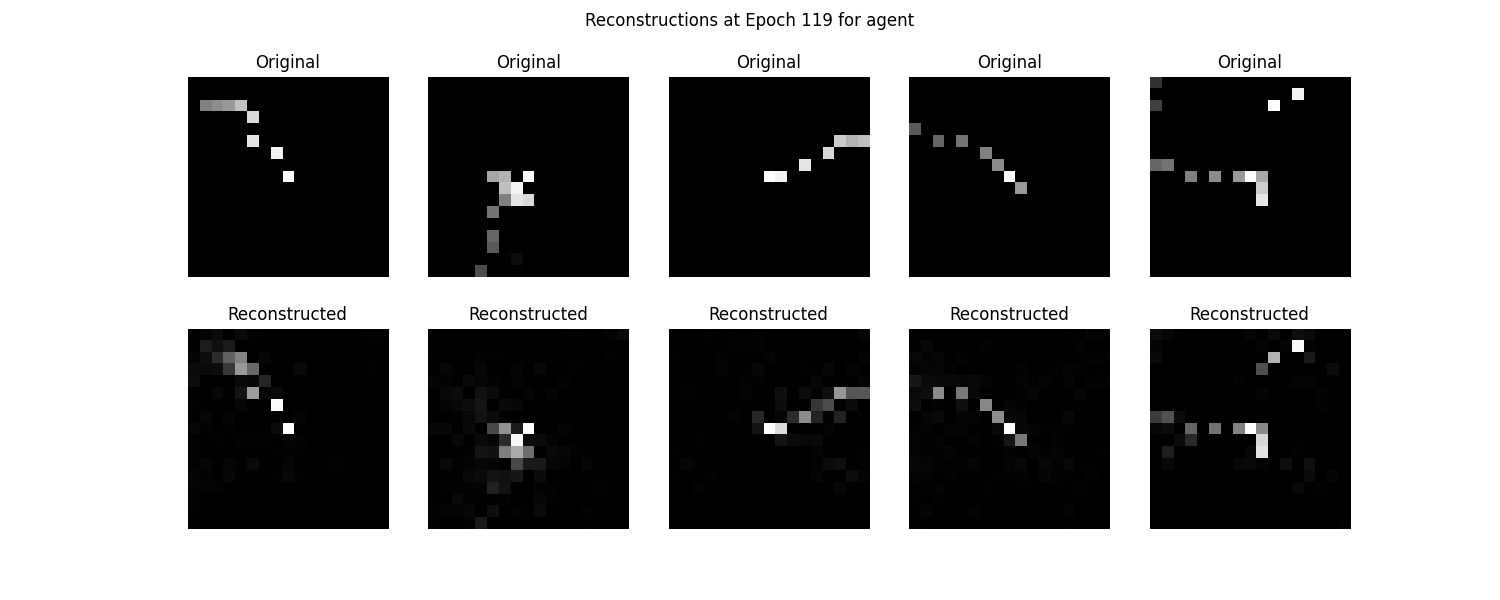 Reconstructions at Epoch 119 for agent
Original Original Original Original Original
Reconstructed Reconstructed Reconstructed Reconstructed Reconstructed